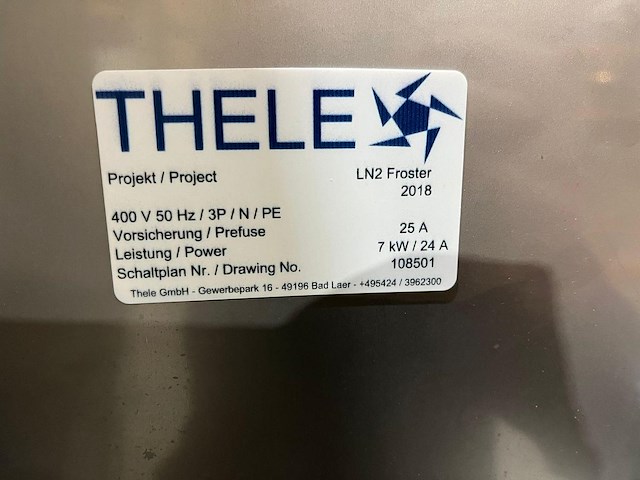 THELE
Projekt / Project LN2 Froster
2018
400 V 50 Hz / 3P / N / PE
Vorsicherung / Prefuse 25 A
Leistung / Power 7 kW / 24 A
Schaltplan Nr. / Drawing No. 108501
Thele GmbH - Gewerbepark 16 - 49196 Bad Laer - +495424 / 3962300